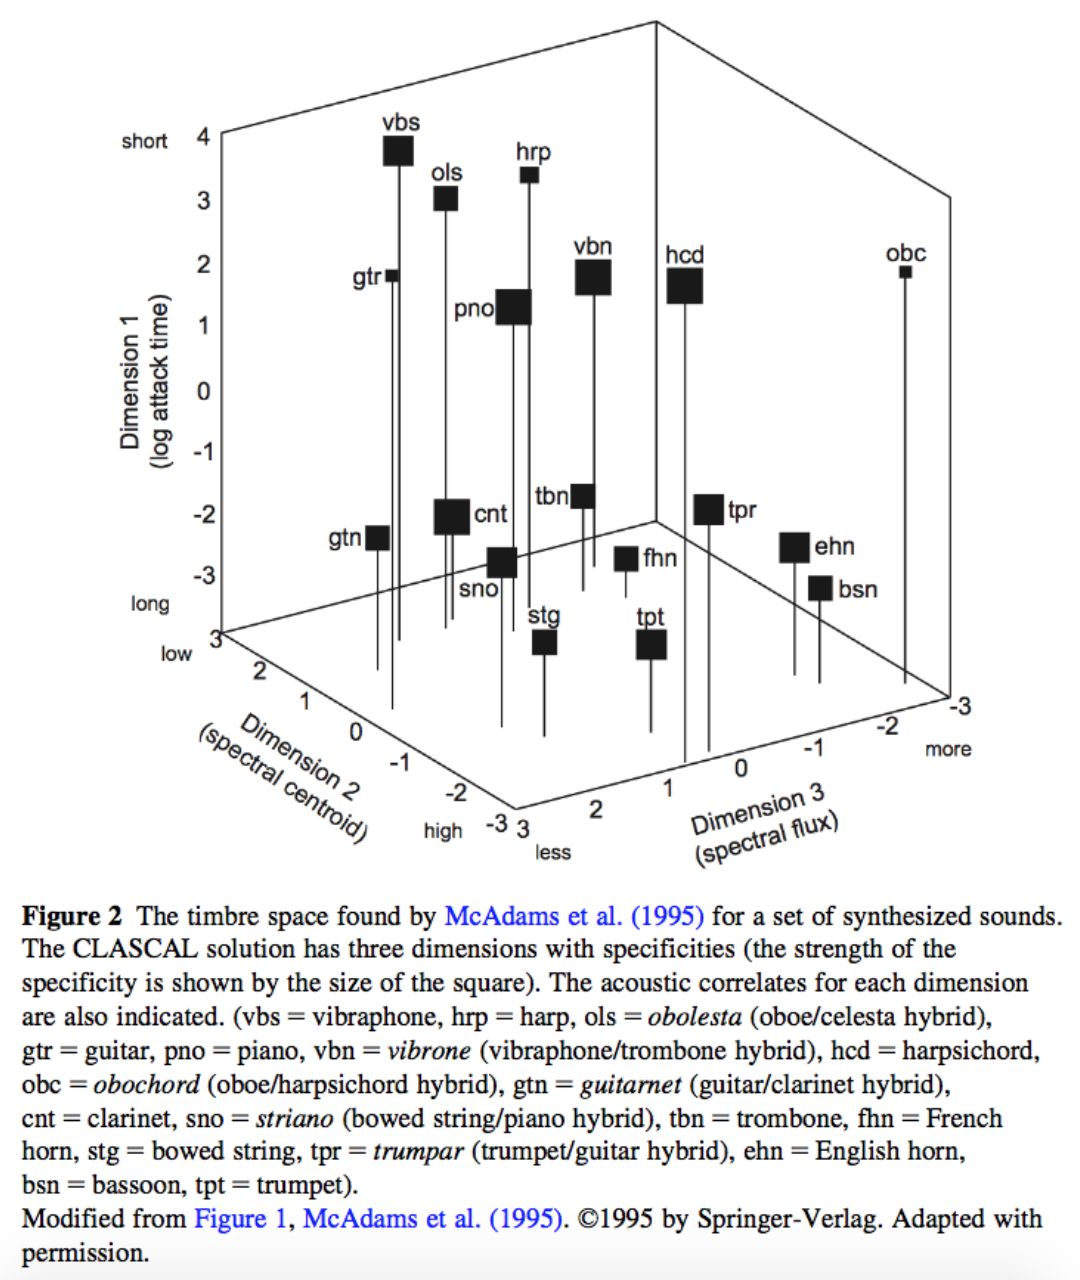 vbs
short 4
hrp
ols
3
vbn
hcd
obc
2
gtr
pno
1
Dimension 1
(log attack time)
0
-1
tbn
-2
cnt
tpr
gtn
ehn
fhn
-3
sno
bsn
long
stg
tpt
low
3
2
1
0
-1
-2
-3
high
Dimension 2
(spectral centroid)
3
2
1
0
-1
-2
-3
less
more
Dimension 3
(spectral flux)
Figure 2 The timbre space found by McAdams et al. (1995) for a set of synthesized sounds.
The CLASCAL solution has three dimensions with specificities (the strength of the
specificity is shown by the size of the square). The acoustic correlates for each dimension
are also indicated. (vbs = vibraphone, hrp = harp, ols = obolesta (oboe/celesta hybrid),
gtr = guitar, pno = piano, vbn = vibrone (vibraphone/trombone hybrid), hcd = harpsichord,
obc = obochord (oboe/harpsichord hybrid), gtn = guitarnet (guitar/clarinet hybrid),
cnt = clarinet, sno = striano (bowed string/piano hybrid), tbn = trombone, fhn = French
horn, stg = bowed string, tpr = trumpar (trumpet/guitar hybrid), ehn = English horn,
bsn = bassoon, tpt = trumpet).
Modified from Figure 1, McAdams et al. (1995). ©1995 by Springer-Verlag. Adapted with
permission.